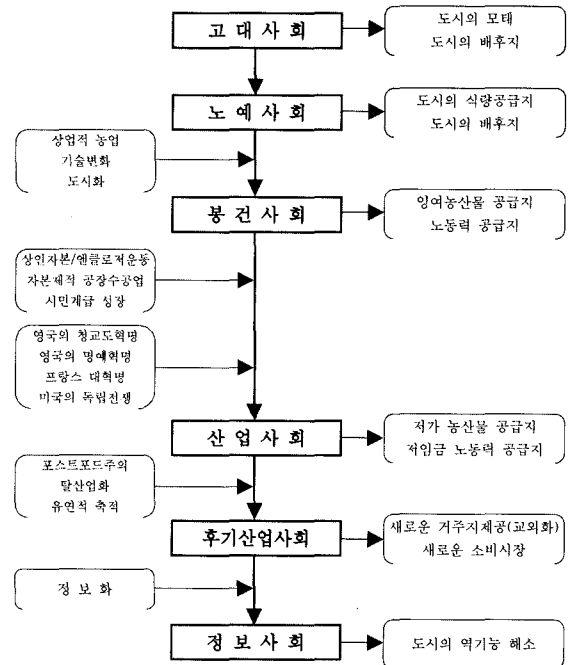 고 대 사 회
도시의 모태
도시의 배후지
노 예 사 회
도시의 식량공급지
도시의 배후지
상업적 농업
기술변화
도시화
봉 건 사 회
잉여농산물 공급지
노동력 공급지
상인자본/엔클로저운동
자본제적 공장수공업
시민계급 성장
영국의 청교도혁명
영국의 명예혁명
프랑스 대혁명
미국의 독립전쟁
산 업 사 회
저가 농산물 공급지
저임금 노동력 공급지
포스트포드주의
탈산업화
유연적 축적
후기산업사회
새로운 거주지제공(교외화)
새로운 소비시장
정 보 화
정 보 사 회
도시의 역기능 해소